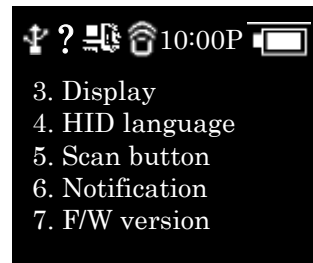 ? 10:00P
3. Display
4. HID language
5. Scan button
6. Notification
7. F/W version